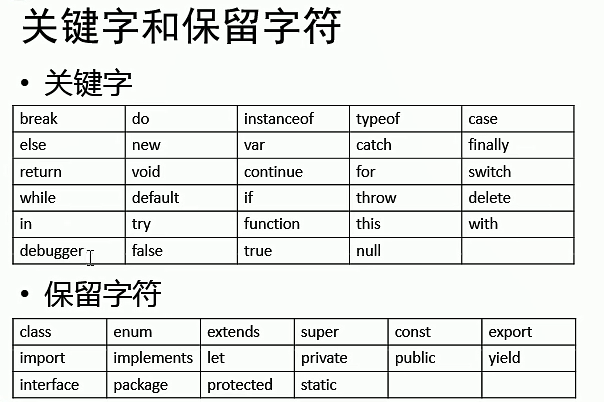 关键字和保留字符
• 关键字
break do instanceof typeof case
else new var catch finally
return void continue for switch
while default if throw delete
in try function this with
debugger false true null
• 保留字符
class enum extends super const export
import implements let private public yield
interface package protected static